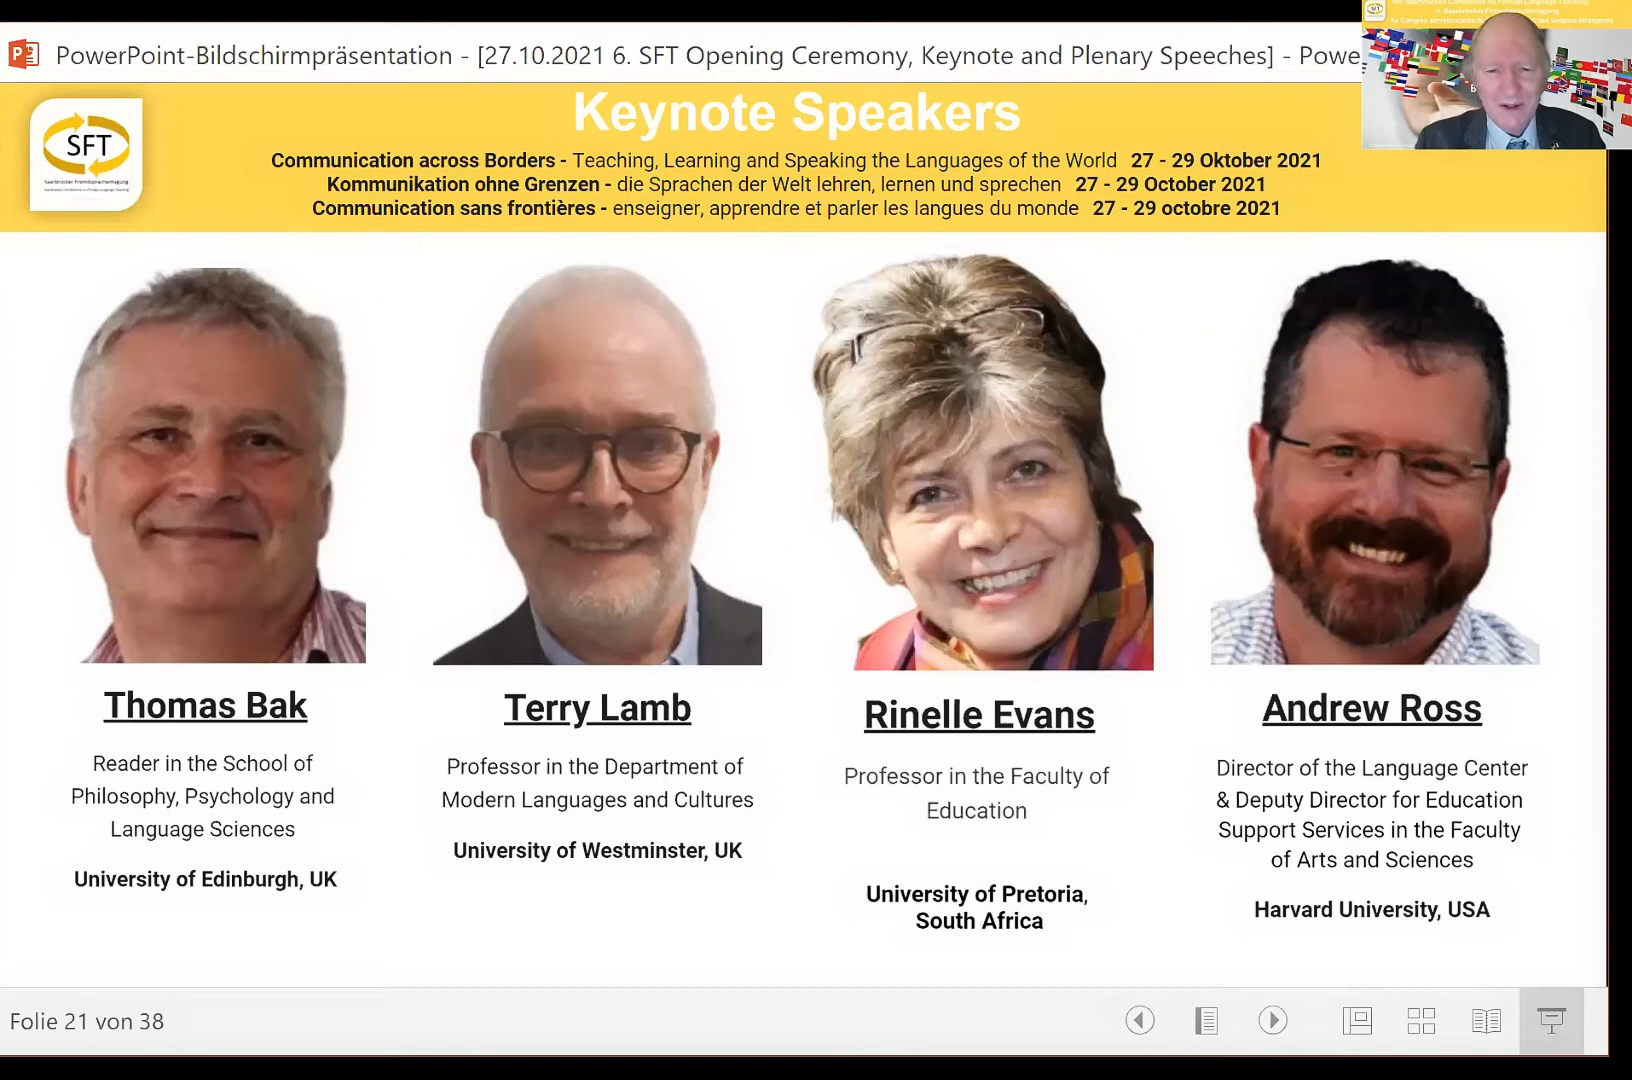 PowerPoint-Bildschirmpräsentation - [27.10.2021 6. SFT Opening Ceremony, Keynote and Plenary Speeches] - Powe
Keynote Speakers
SFT
Communication across Borders - Teaching, Learning and Speaking the Languages of the World 27 - 29 Oktober 2021
Kommunikation ohne Grenzen - die Sprachen der Welt lehren, lernen und sprechen 27 - 29 October 2021
Communication sans frontières - enseigner, apprendre et parler les langues du monde 27 - 29 octobre 2021
Thomas Bak
Reader in the School of
Philosophy, Psychology and
Language Sciences
University of Edinburgh, UK
Terry Lamb
Professor in the Department of
Modern Languages and Cultures
University of Westminster, UK
Rinelle Evans
Professor in the Faculty of
Education
University of Pretoria,
South Africa
Andrew Ross
Director of the Language Center
& Deputy Director for Education
Support Services in the Faculty
of Arts and Sciences
Harvard University, USA
Folie 21 von 38